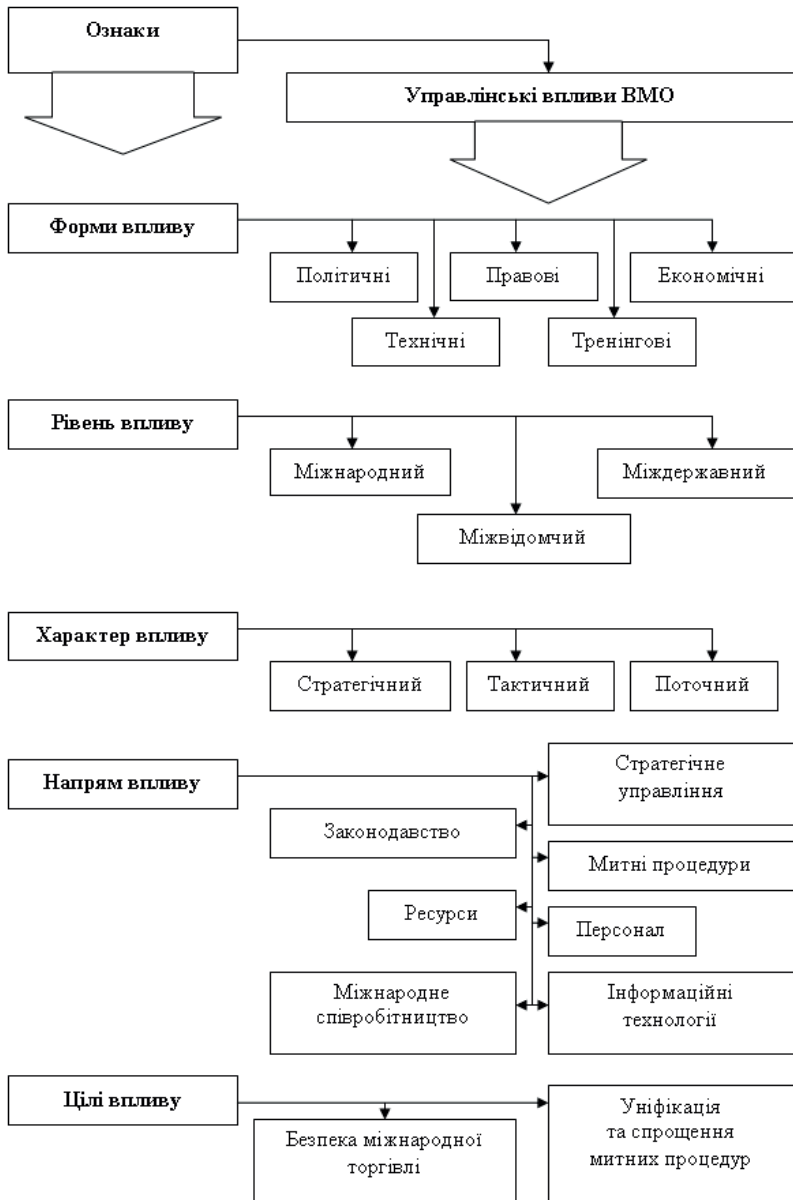 Ознаки
Управлінські впливи ВМО
Форми впливу
Політичні
Правові
Економічні
Технічні
Тренінгові
Рівень впливу
Міжнародний
Міждержавний
Міжвідомчий
Характер впливу
Стратегічний
Тактичний
Поточний
Напрям впливу
Стратегічне
управління
Законодавство
Митні процедури
Ресурси
Персонал
Міжнародне
співробітництво
Інформаційні
технології
Цілі впливу
Безпека міжнародної
торгівлі
Уніфікація
та спрощення
митних процедур